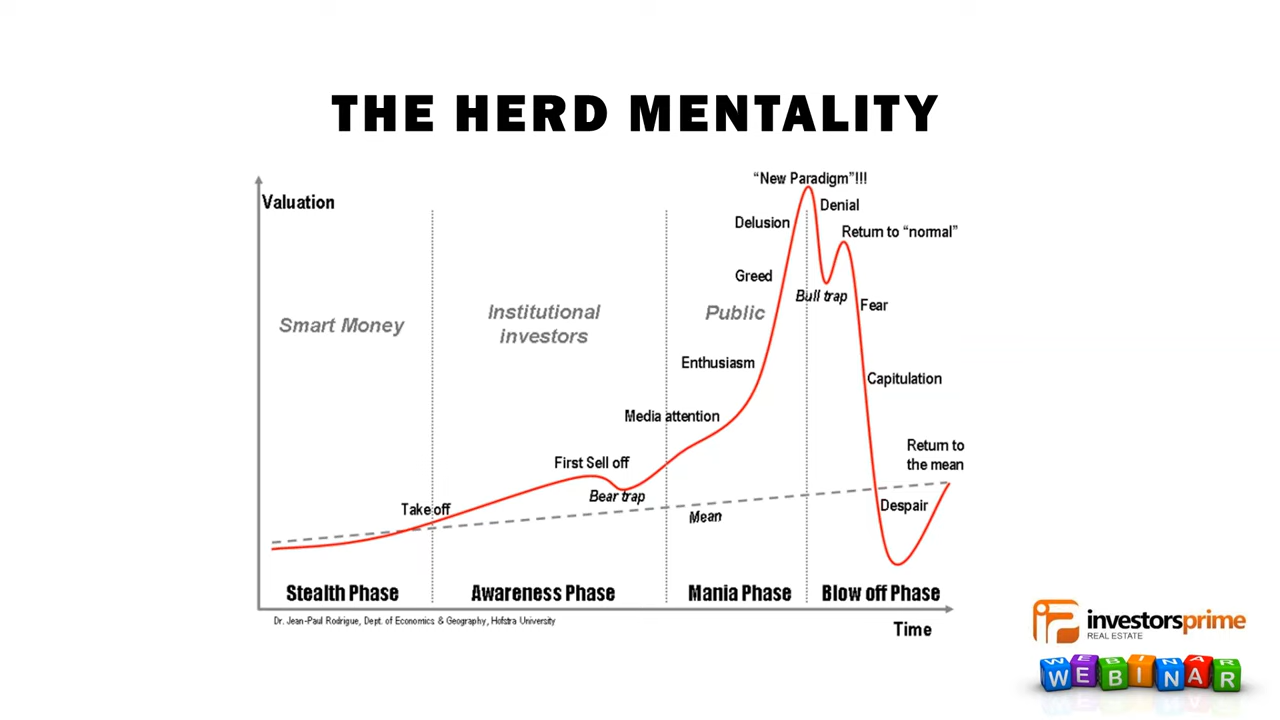 THE HERD MENTALITY
Valuation
"New Paradigm"!!!
Denial
Delusion
Return to "normal"
Greed
Bull trap
Fear
Smart Money
Institutional
investors
Public
Enthusiasm
Capitulation
Media attention
First Sell off
Bear trap
Return to
the mean
Take off
Mean
Despair
Stealth Phase
Awareness Phase
Mania Phase
Blow off Phase
Dr. Jean-Paul Rodrigue, Dept. of Economics & Geography, Hofstra University
Time
investorsprime
REAL ESTATE
WEBINAR